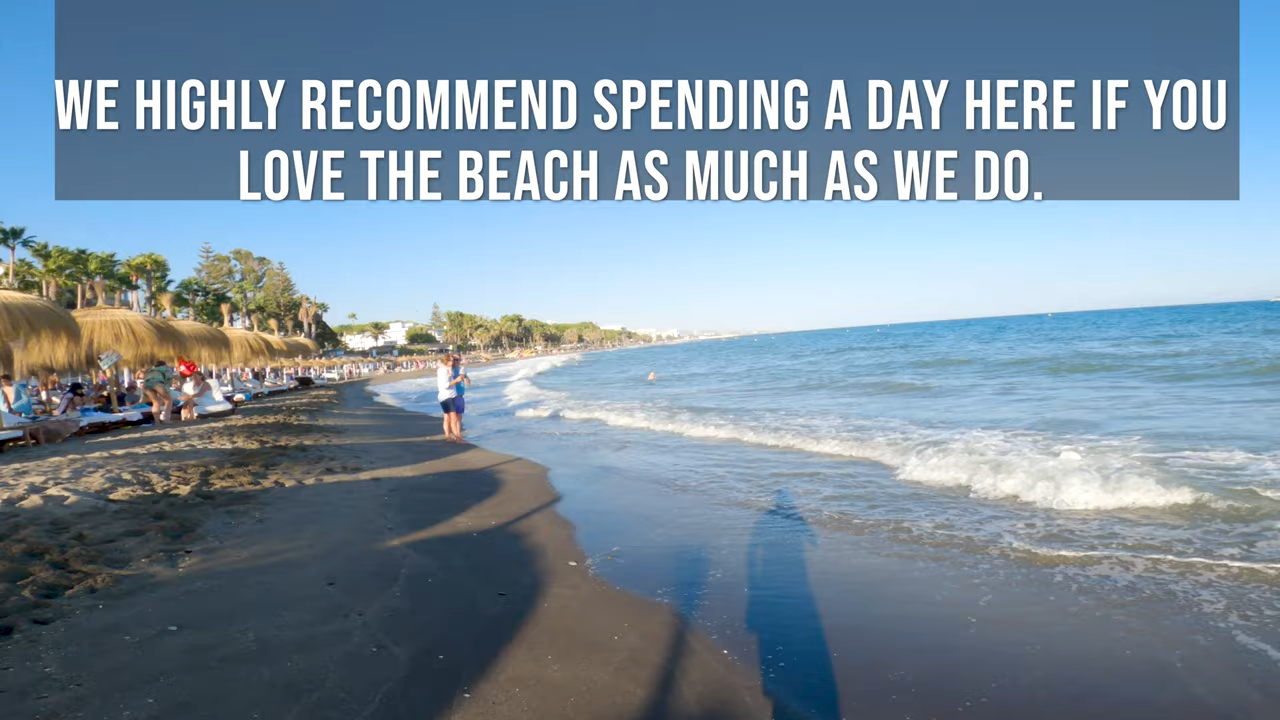 WE HIGHLY RECOMMEND SPENDING A DAY HERE IF YOU
LOVE THE BEACH AS MUCH AS WE DO.